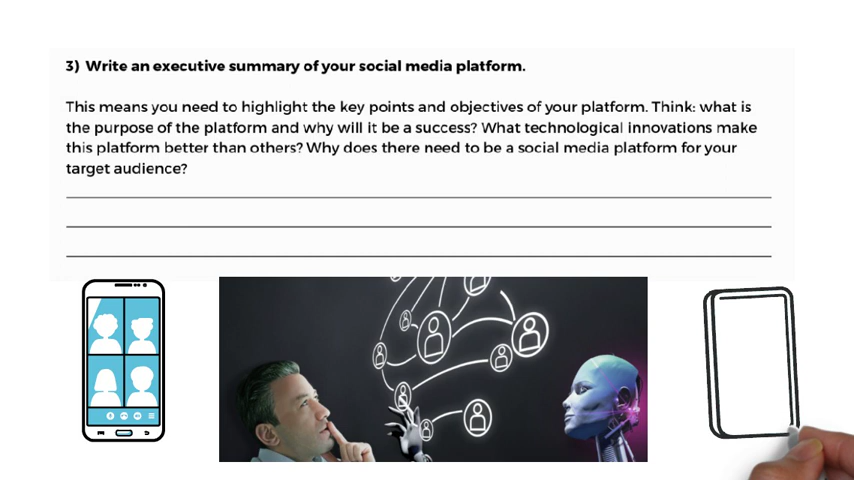 3) Write an executive summary of your social media platform.
This means you need to highlight the key points and objectives of your platform. Think: what is
the purpose of the platform and why will it be a success? What technological innovations make
this platform better than others? Why does there need to be a social media platform for your
target audience?